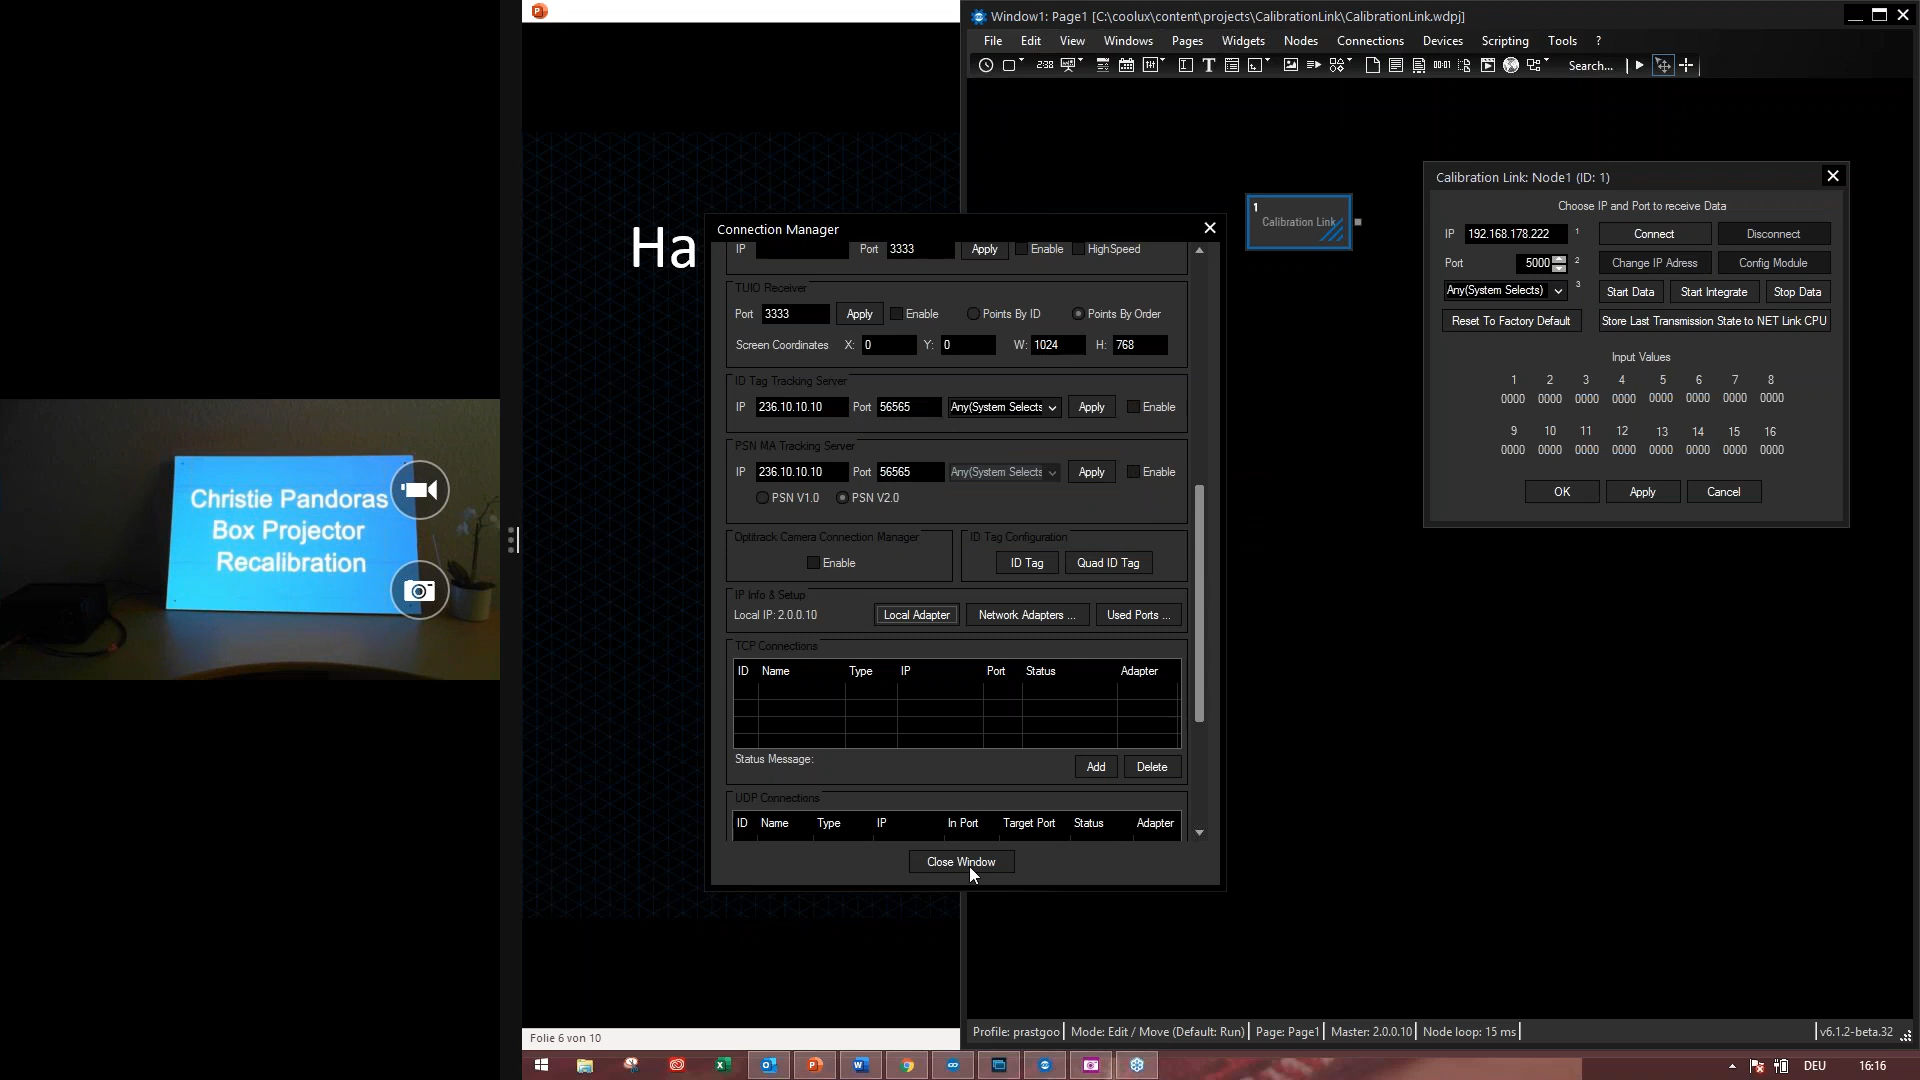 Window1: Page1 [C:\coolux\content\projects\CalibrationLink\CalibrationLink.wdpj]
File Edit View Windows Pages Widgets Nodes Connections Devices Scripting Tools ?
Search...
Christie Pandoras
Box Projector
Recalibration
Ha
Connection Manager
IP Port 3333 Apply Enable HighSpeed
TUIO Receiver
Port 3333 Apply Enable Points By ID Points By Order
Screen Coordinates X: 0 Y: 0 W: 1024 H: 768
ID Tag Tracking Server
IP 236.10.10.10 Port 56565 Any(System Selects Apply Enable
PSN MA Tracking Server
IP 236.10.10.10 Port 56565 Any(System Selects Apply Enable
PSN V1.0 PSN V2.0
Optitrack Camera Connection Manager
Enable
ID Tag Configuration
ID Tag Quad ID Tag
IP Info & Setup
Local IP: 2.0.0.10 Local Adapter Network Adapters ... Used Ports ...
TCP Connections
ID Name Type IP Port Status Adapter
Status Message:
Add Delete
UDP Connections
ID Name Type IP In Port Target Port Status Adapter
Close Window
1
Calibration Link
Calibration Link: Node1 (ID: 1)
Choose IP and Port to receive Data
IP 192.168.178.222 1 Connect Disconnect
Port 5000 2 Change IP Adress Config Module
Any(System Selects) 3 Start Data Start Integrate Stop Data
Reset To Factory Default Store Last Transmission State to NET Link CPU
Input Values
1 2 3 4 5 6 7 8
0000 0000 0000 0000 0000 0000 0000 0000
9 10 11 12 13 14 15 16
0000 0000 0000 0000 0000 0000 0000 0000
OK Apply Cancel
Folie 6 von 10
Profile: prastgoo Mode: Edit / Move (Default: Run) Page: Page1 Master: 2.0.0.10 Node loop: 15 ms v6.1.2-beta.32
DEU 16:16